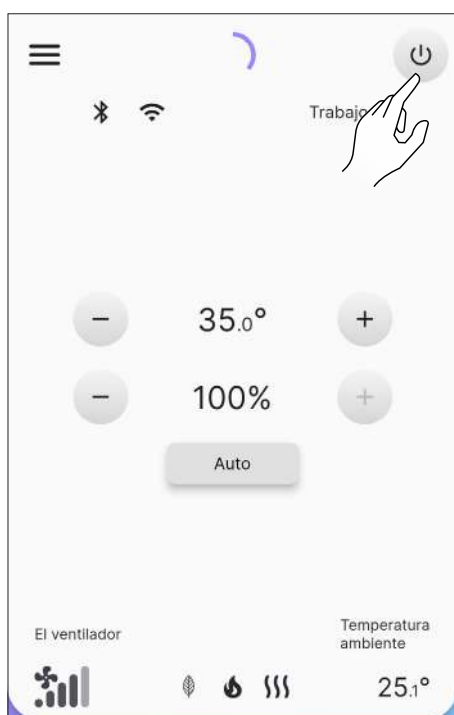 Trabajo
35.0°
100%
Auto
El ventilador
Temperatura
ambiente
25.1°